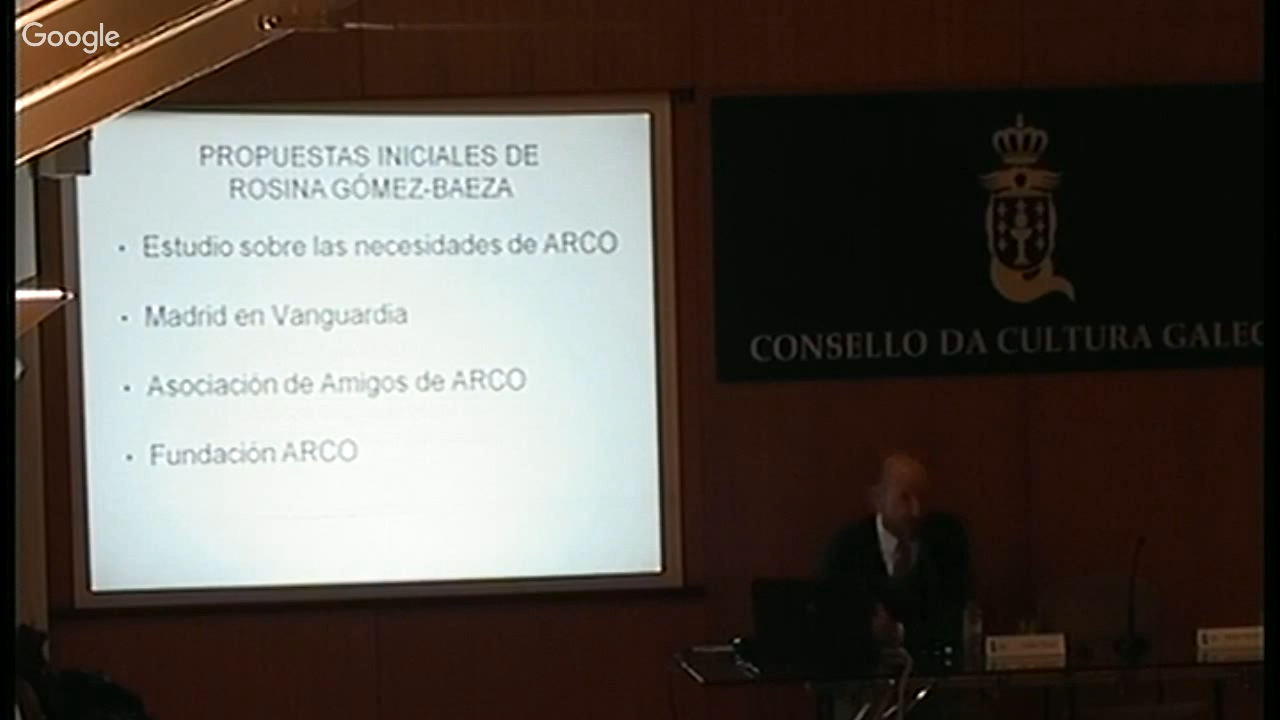 Google
PROPUESTAS INICIALES DE
ROSINA GÓMEZ-BAEZA
• Estudio sobre las necesidades de ARCO
• Madrid en Vanguardia
• Asociación de Amigos de ARCO
• Fundación ARCO
CONSELLO DA CULTURA GALEG